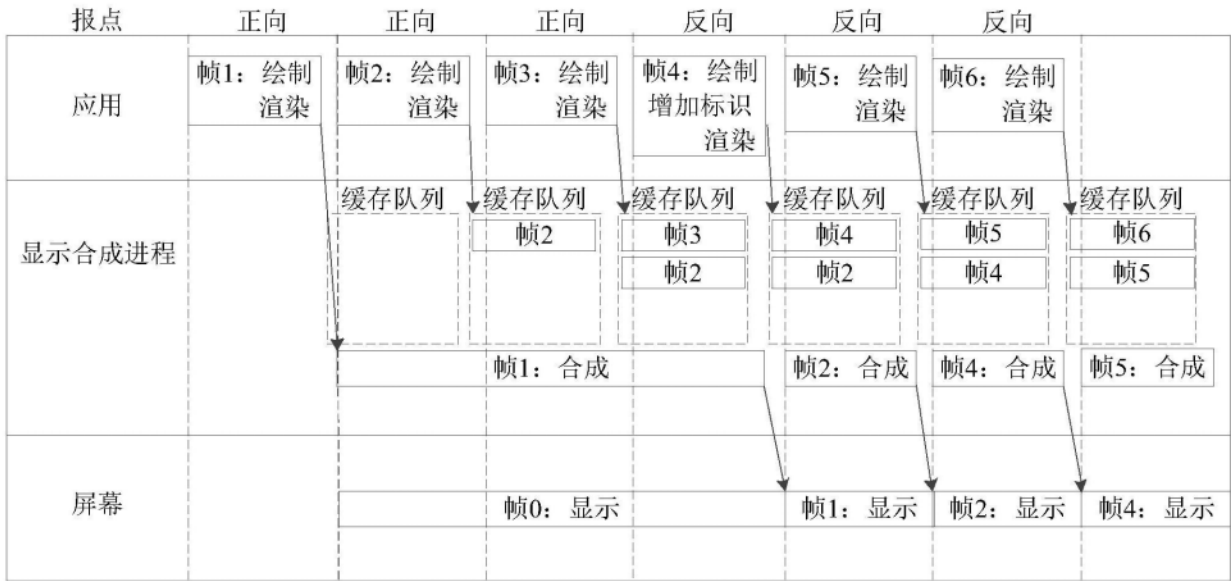 报点 正向 正向 正向 反向 反向 反向
应用
帧1：绘制
渲染
帧2：绘制
渲染
帧3：绘制
渲染
帧4：绘制
增加标识
渲染
帧5：绘制
渲染
帧6：绘制
渲染
显示合成进程
缓存队列 缓存队列 缓存队列 缓存队列 缓存队列 缓存队列
帧2 帧3 帧4 帧5 帧6
帧2 帧2 帧4 帧5
帧1：合成 帧2：合成 帧4：合成 帧5：合成
屏幕
帧0：显示 帧1：显示 帧2：显示 帧4：显示